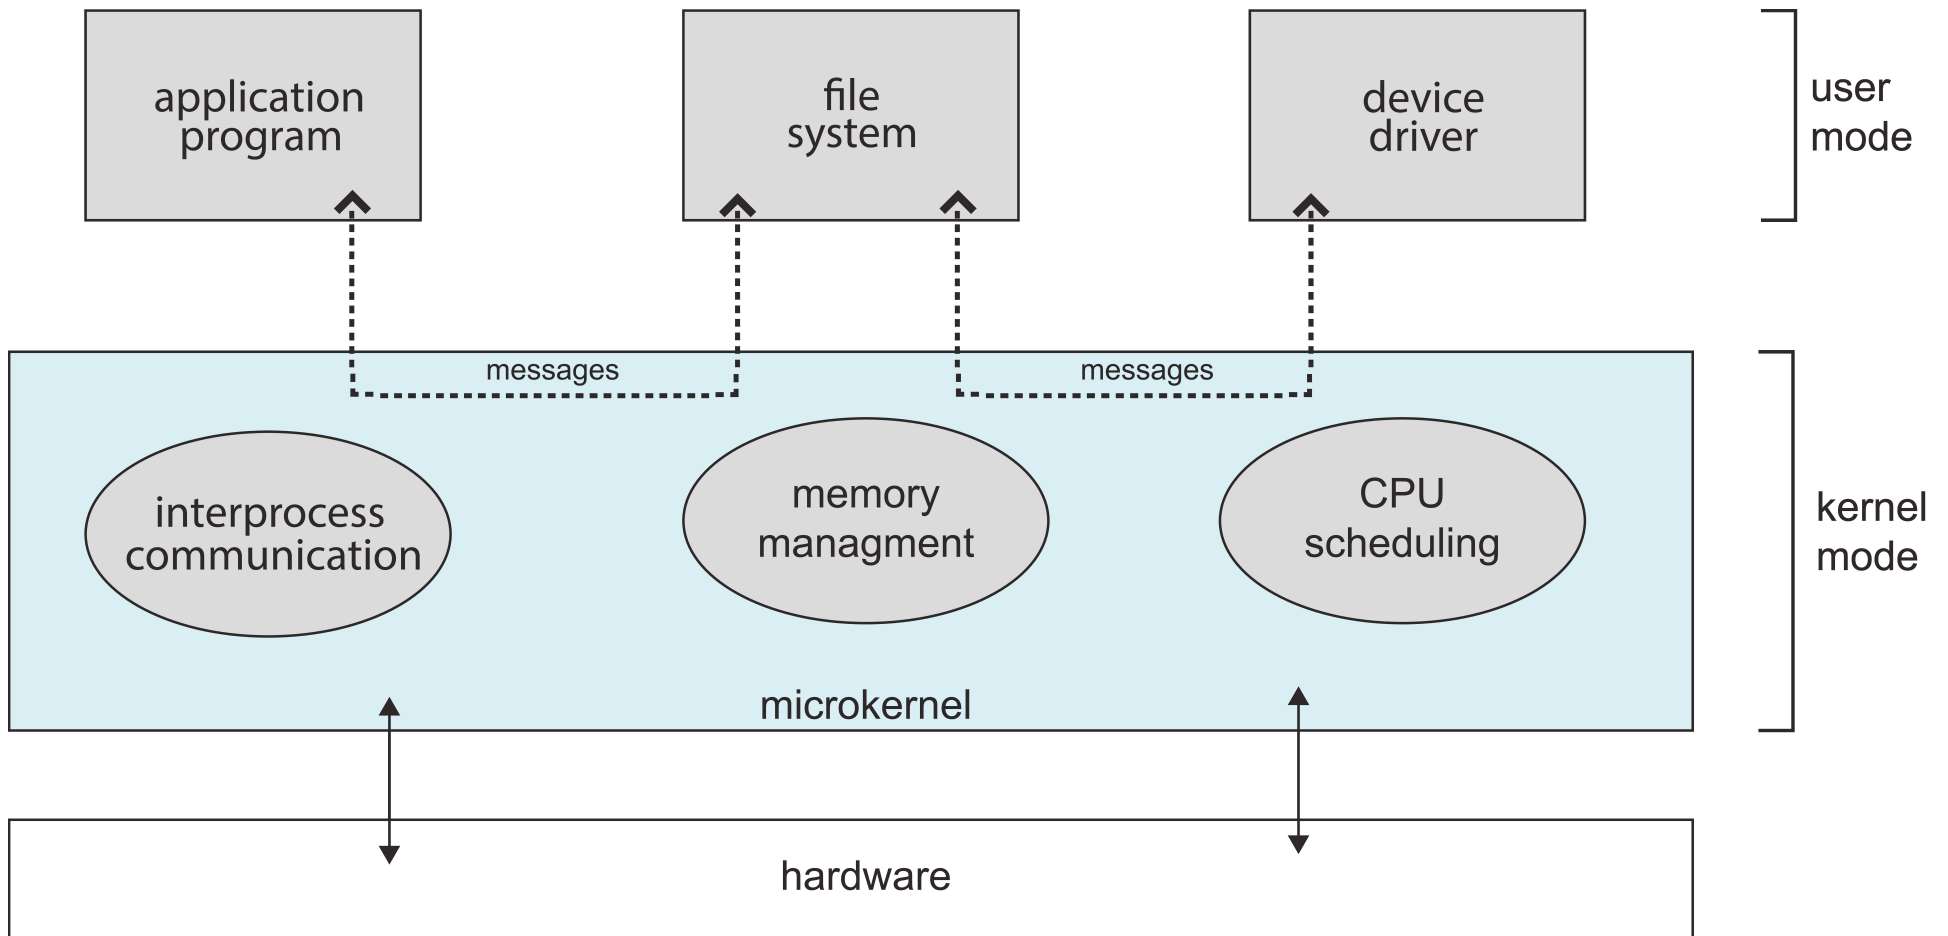 application
program
file
system
device
driver
user
mode
messages
messages
interprocess
communication
memory
managment
CPU
scheduling
kernel
mode
microkernel
hardware